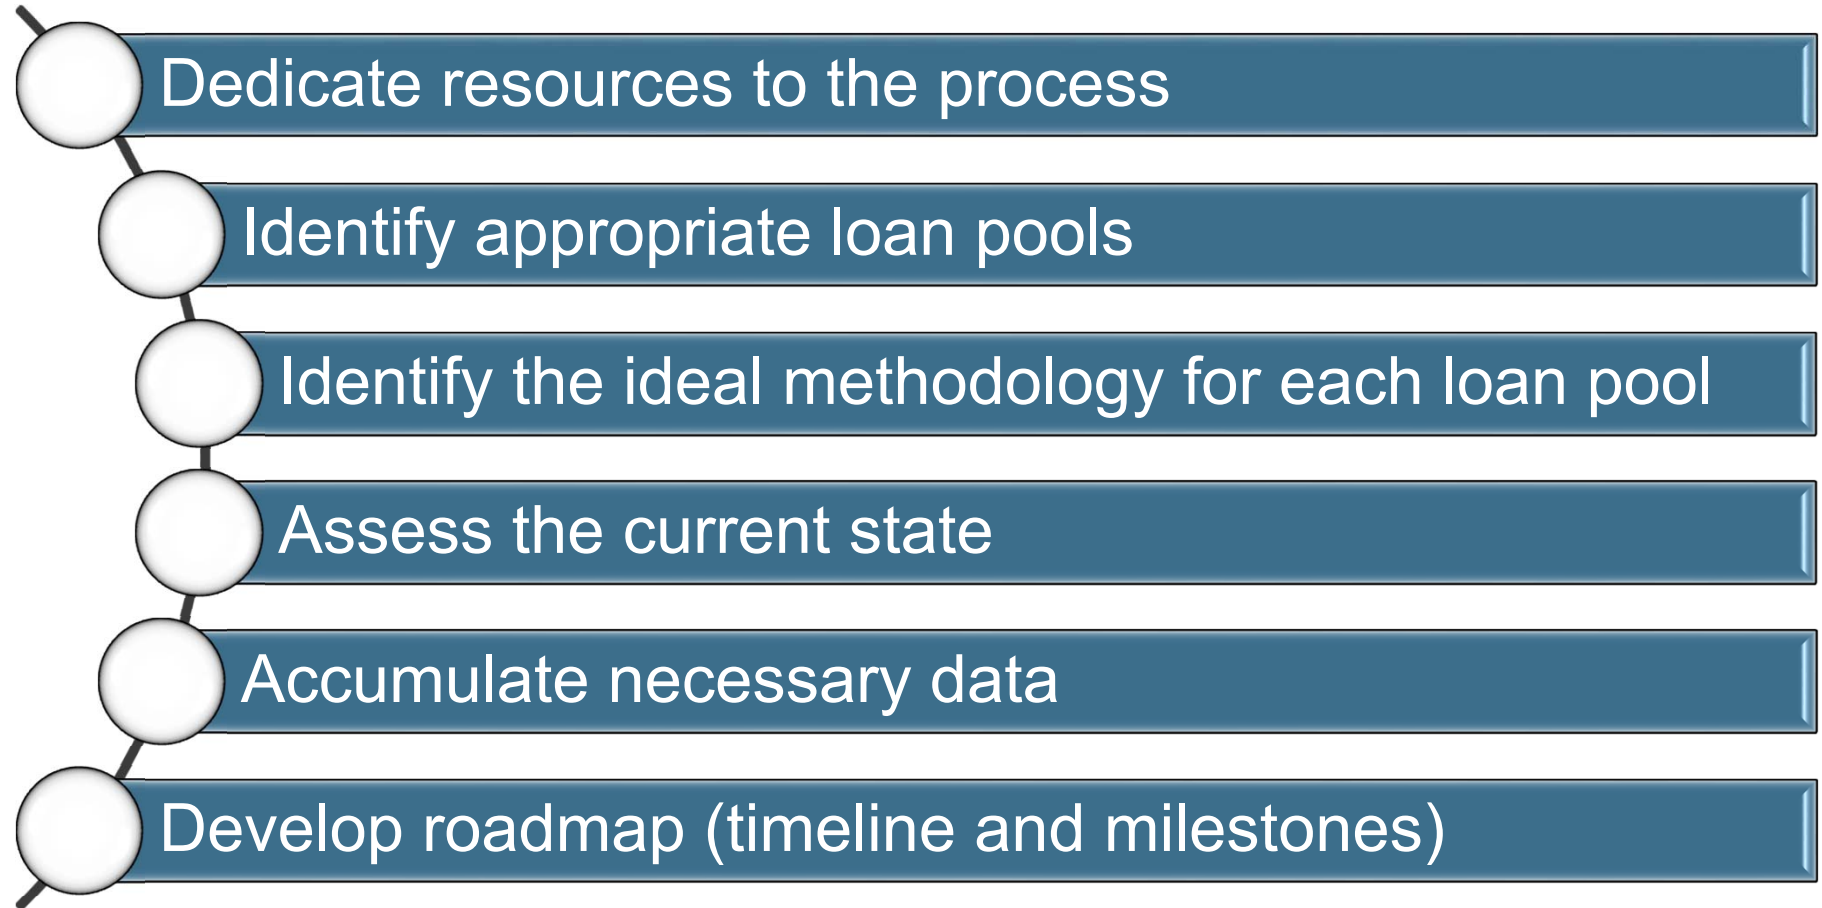 Dedicate resources to the process
Identify appropriate loan pools
Identify the ideal methodology for each loan pool
Assess the current state
Accumulate necessary data
Develop roadmap (timeline and milestones)